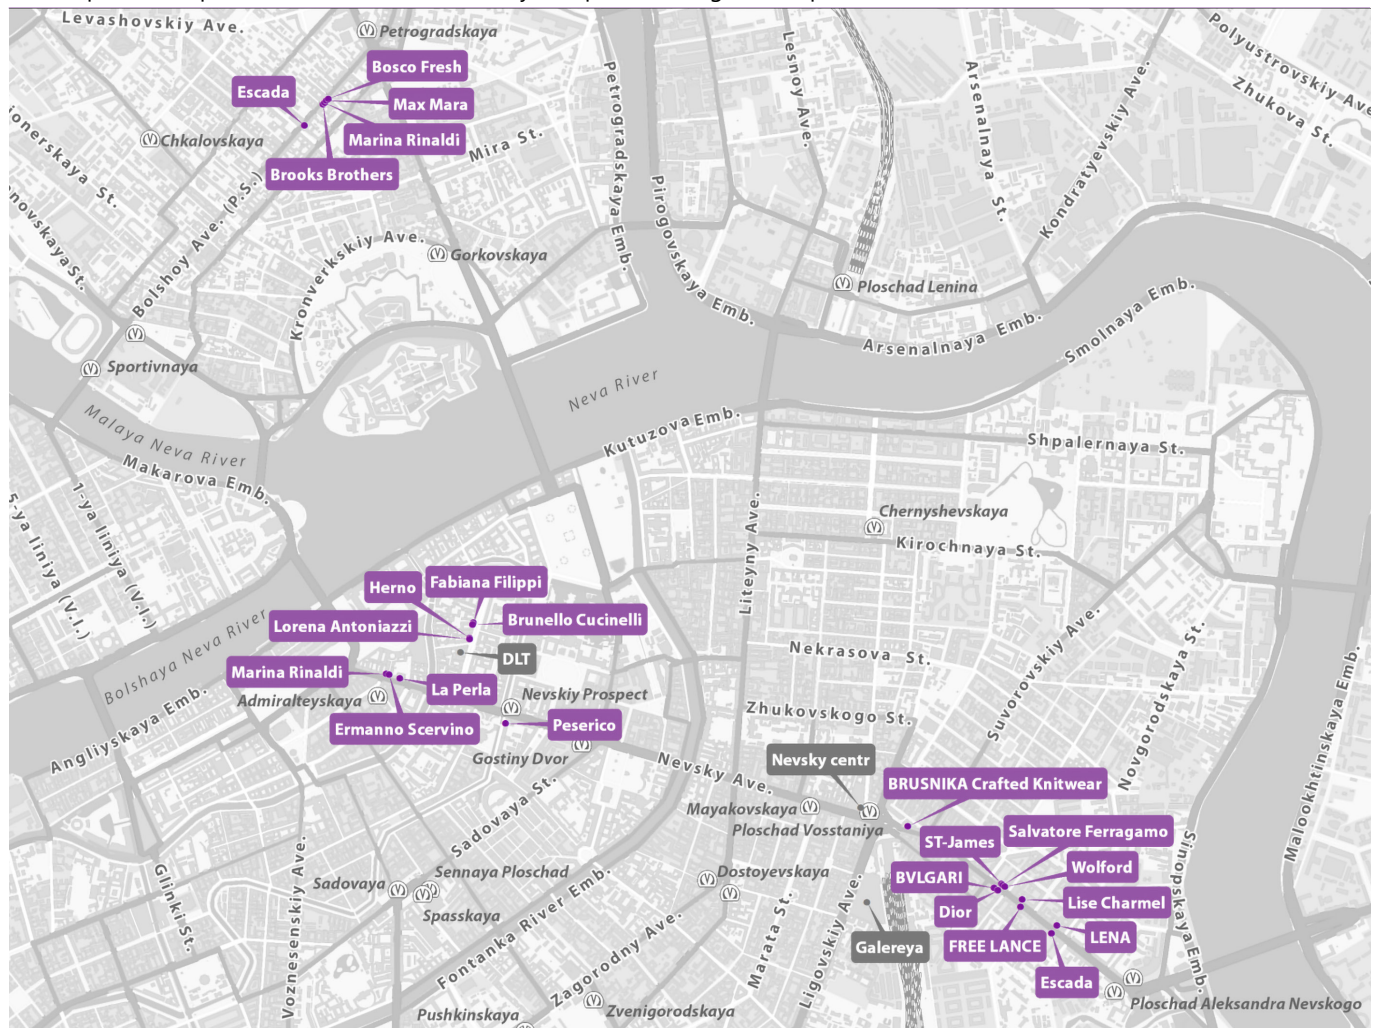 Levashovskiy Ave.
Petrogradskaya
Bosco Fresh
Escada
Max Mara
Marina Rinaldi
Brooks Brothers
Chkalovskaya
Mira St.
Bolshoy Ave. (P.S.)
Kronverkskiy Ave.
Gorkovskaya
Petrogradskaya Emb.
Pirogovskaya Emb.
Lesnoy Ave.
Arsenalnaya St.
Kondratyevskiy Ave.
Polyustrovskiy Ave
Zhukova St.
Ploschad Lenina
Arsenalnaya Emb.
Smolnaya Emb.
Sportivnaya
Malaya Neva River
Makarova Emb.
Neva River
Kutuzova Emb.
Shpalernaya St.
1-ya liniya (V.I.)
5-ya liniya (V.I.)
Chernyshevskaya
Kirochnaya St.
Liteyny Ave.
Herno
Fabiana Filippi
Lorena Antoniazzi
Brunello Cucinelli
DLT
Marina Rinaldi
La Perla
Admiralteyskaya
Ermanno Scervino
Nevskiy Prospect
Peserico
Gostiny Dvor
Bolshaya Neva River
Angliyskaya Emb.
Nekrasova St.
Zhukovskogo St.
Suvorovskiy Ave.
Novgorodskaya St.
Malookhtinskaya Emb.
Nevsky Ave.
Nevsky centr
Mayakovskaya
Ploschad Vosstaniya
BRUSNIKA Crafted Knitwear
Salvatore Ferragamo
ST-James
Wolford
BVLGARI
Dior
Lise Charmel
FREE LANCE
LENA
Escada
Galereya
Sinopskaya Emb.
Ploschad Aleksandra Nevskogo
Sadovaya St.
Sennaya Ploschad
Sadovaya
Spasskaya
Dostoyevskaya
Fontanka River Emb.
Zagorodny Ave.
Marata St.
Ligovskiy Ave.
Glinki St.
Voznesenskiy Ave.
Zvenigorodskaya
Pushkinskaya